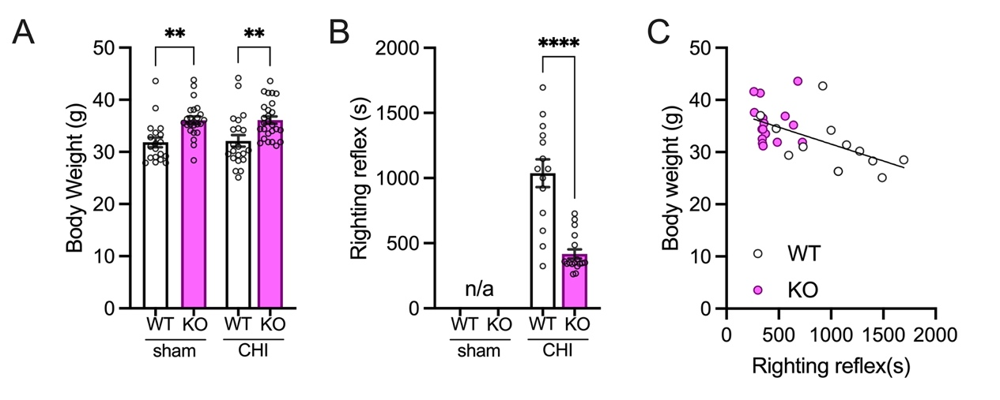 A
Body Weight (g)
50
40
30
20
10
0
** **
WT KO WT KO
sham CHI
B
Righting reflex (s)
2000
1500
1000
500
0
****
n/a
WT KO WT KO
sham CHI
C
Body weight (g)
50
40
30
20
10
0
WT
KO
0 500 1000 1500 2000
Righting reflex(s)